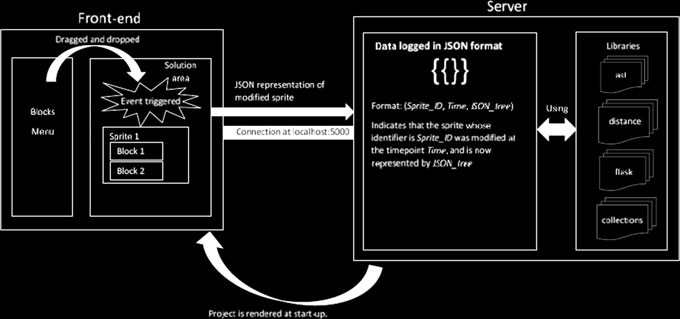 Front-end
Server
Dragged and dropped
Solution
area
Event triggered
Blocks
Menu
Sprite 1
Block 1
Block 2
JSON representation of
modified sprite
Connection at localhost:5000
Data logged in JSON format
{{}}
Format: (Sprite_ID, Time, JSON_tree)
Indicates that the sprite whose
identifier is Sprite_ID was modified at
the timepoint Time, and is now
represented by JSON_tree
Using
Libraries
ast
distance
flask
collections
Project is rendered at start-up.